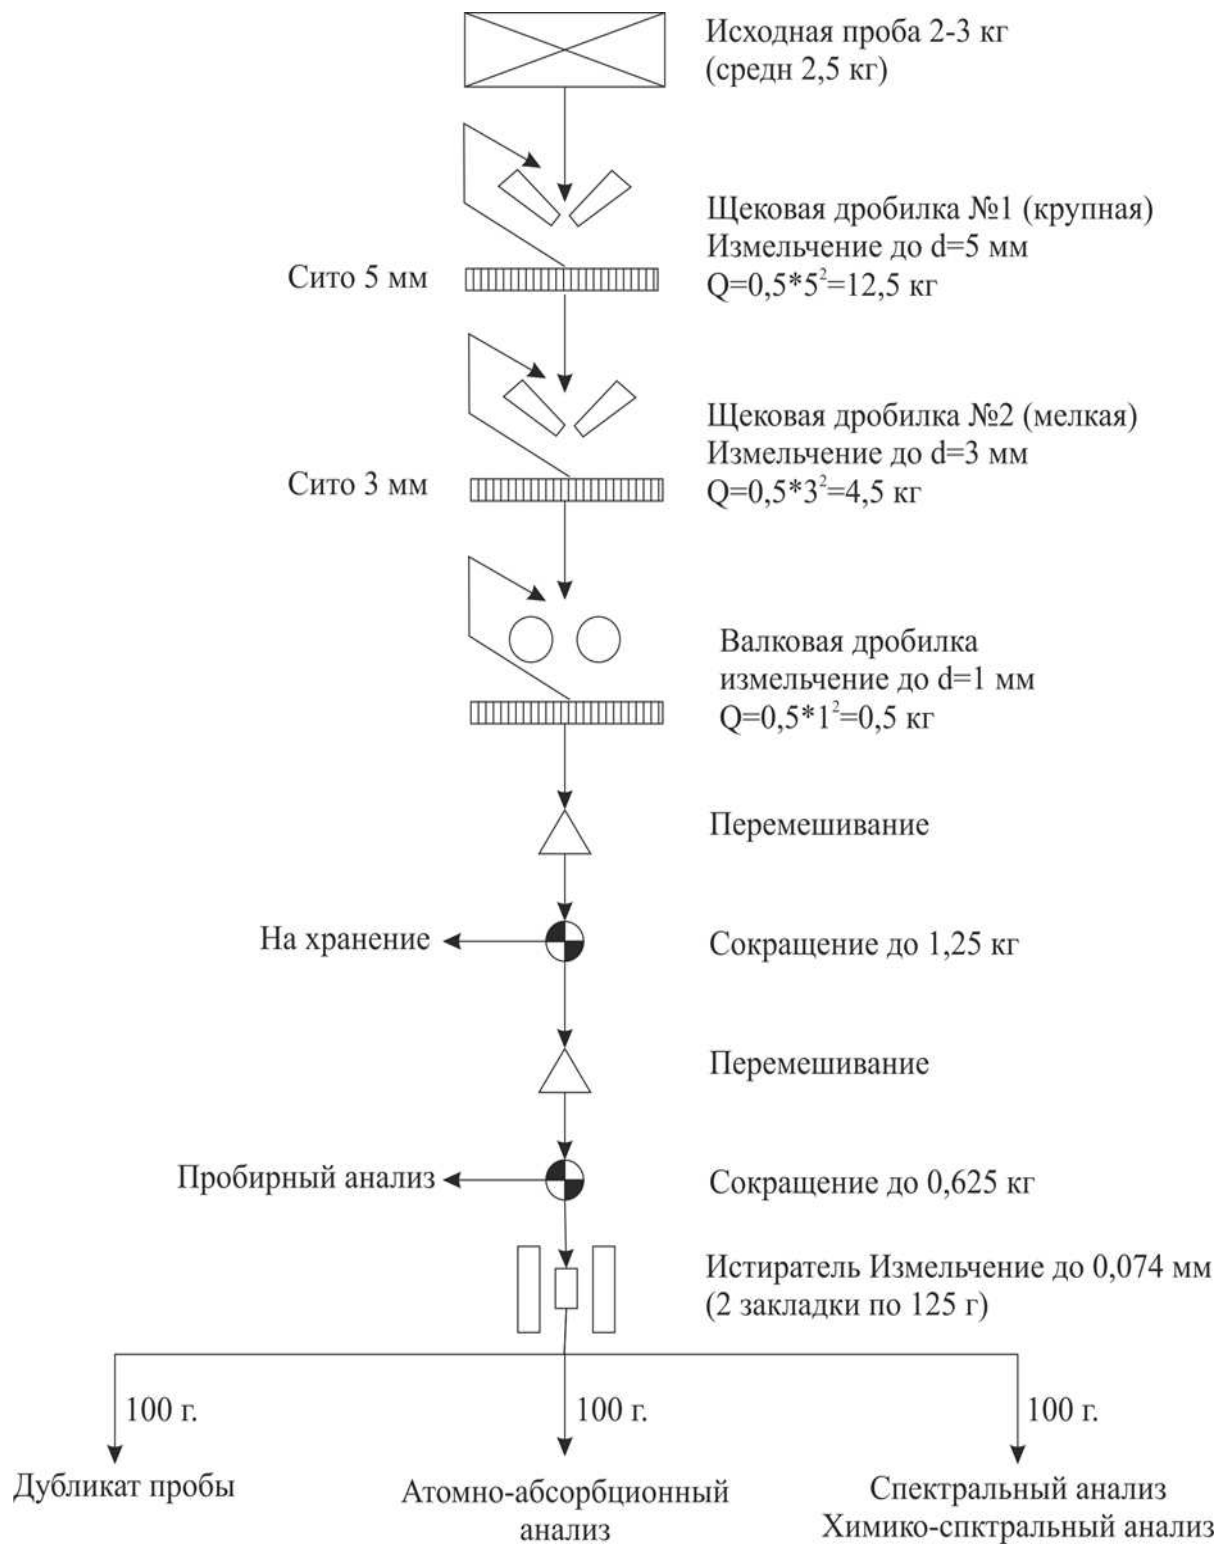 Исходная проба 2-3 кг
(средн 2,5 кг)
Щековая дробилка №1 (крупная)
Измельчение до d=5 мм
Q=0,5*5²=12,5 кг
Сито 5 мм
Щековая дробилка №2 (мелкая)
Измельчение до d=3 мм
Q=0,5*3²=4,5 кг
Сито 3 мм
Валковая дробилка
измельчение до d=1 мм
Q=0,5*1²=0,5 кг
Перемешивание
На хранение
Сокращение до 1,25 кг
Перемешивание
Пробирный анализ
Сокращение до 0,625 кг
Истиратель Измельчение до 0,074 мм
(2 закладки по 125 г)
100 г.
100 г.
100 г.
Дубликат пробы
Атомно-абсорбционный
анализ
Спектральный анализ
Химико-спктральный анализ